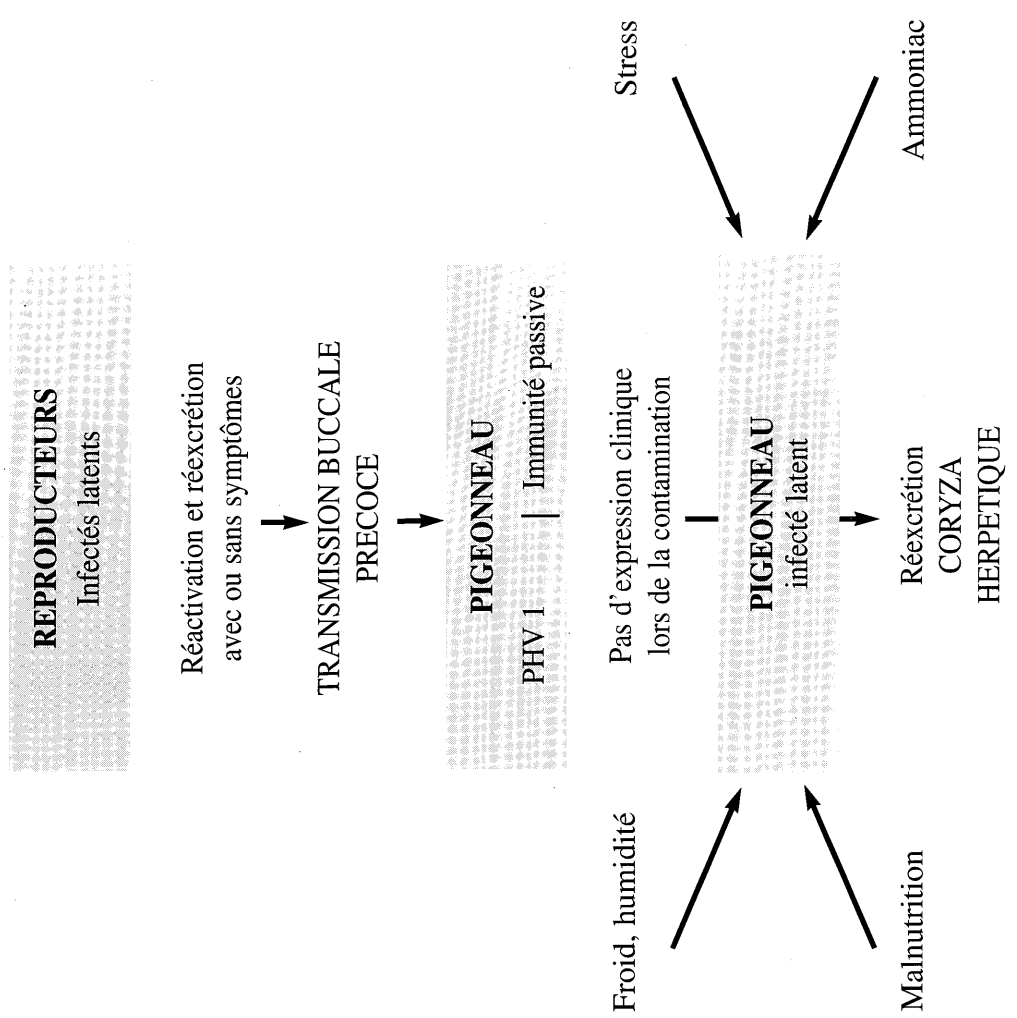 REPRODUCTEURS
Infectés latents
Réactivation et réexcrétion
avec ou sans symptômes
TRANSMISSION BUCCALE
PRECOCE
PIGEONNEAU
PHV 1 | Immunité passive
Pas d'expression clinique
lors de la contamination
Froid, humidité
Stress
PIGEONNEAU
infecté latent
Malnutrition
Ammoniac
Réexcrétion
CORYZA
HERPETIQUE